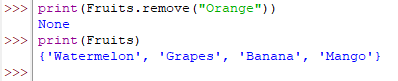 >>> print(Fruits.remove("Orange"))
None
>>> print(Fruits)
{'Watermelon', 'Grapes', 'Banana', 'Mango'}
>>>